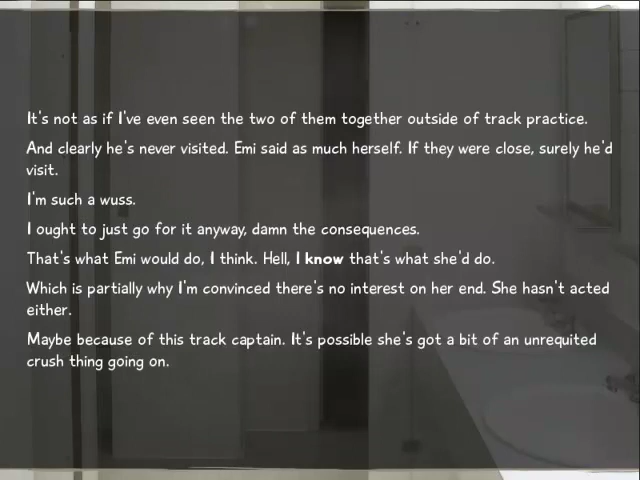 It's not as if I've even seen the two of them together outside of track practice.
And clearly he's never visited. Emi said as much herself. If they were close, surely he'd
visit.
I'm such a wuss.
I ought to just go for it anyway, damn the consequences.
That's what Emi would do, I think. Hell, I know that's what she'd do.
Which is partially why I'm convinced there's no interest on her end. She hasn't acted
either.
Maybe because of this track captain. It's possible she's got a bit of an unrequited
crush thing going on.